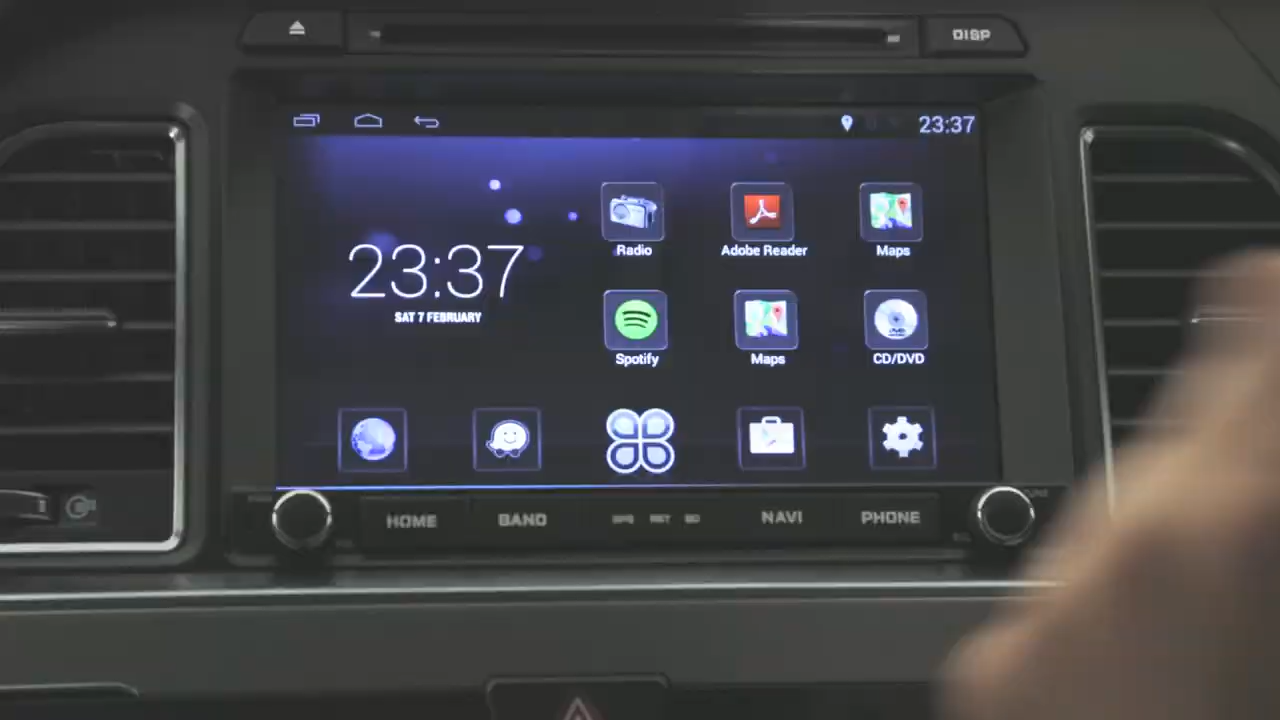 DISP
23:37
23:37
SAT 7 FEBRUARY
Radio
Adobe Reader
Maps
Spotify
Maps
CD/DVD
HOME
BAND
NAVI
PHONE